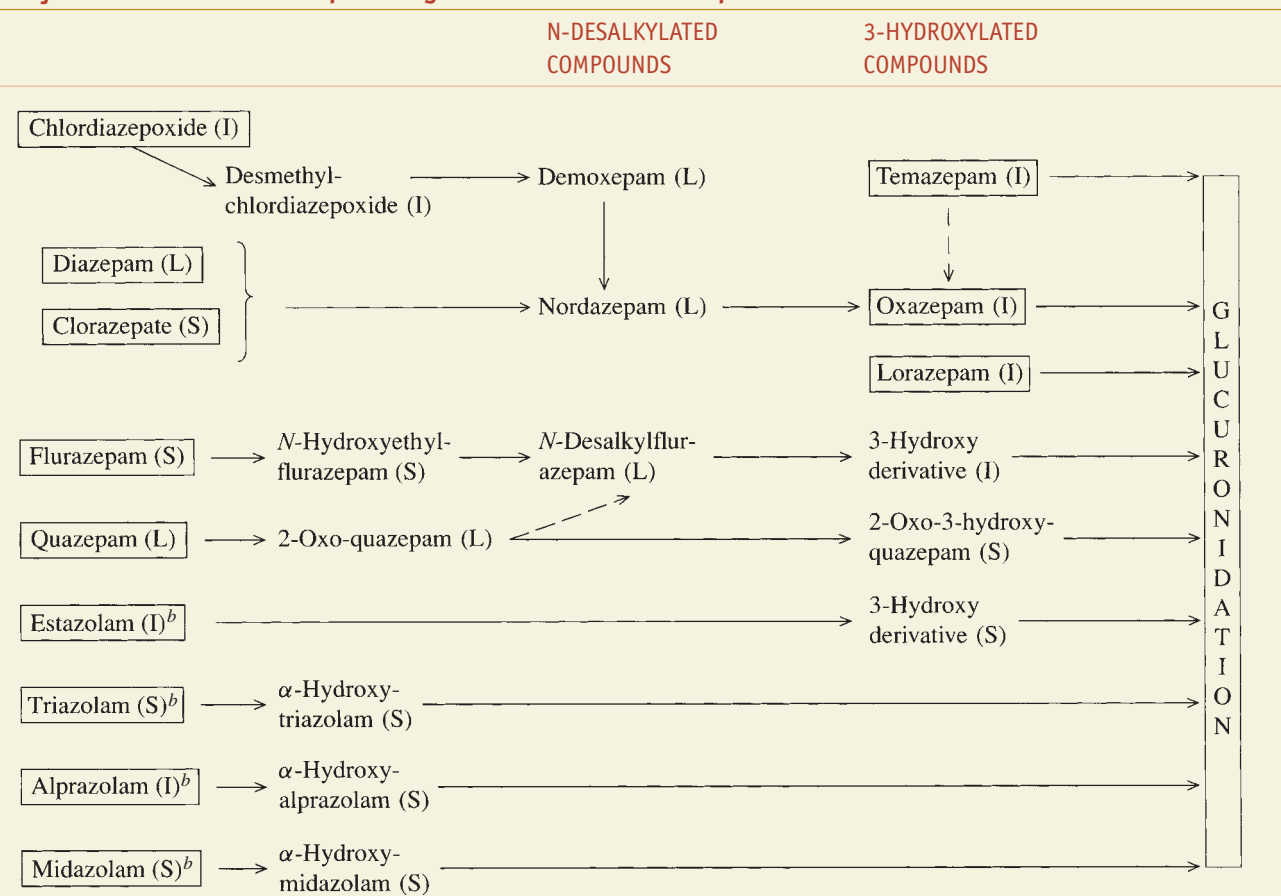 N-DESALKYLATED
COMPOUNDS
3-HYDROXYLATED
COMPOUNDS
Chlordiazepoxide (I)
Desmethyl-
chlordiazepoxide (I)
Demoxepam (L)
Temazepam (I)
Diazepam (L)
Clorazepate (S)
Nordazepam (L)
Oxazepam (I)
Lorazepam (I)
Flurazepam (S)
N-Hydroxyethyl-
flurazepam (S)
N-Desalkylflur-
azepam (L)
3-Hydroxy
derivative (I)
Quazepam (L)
2-Oxo-quazepam (L)
2-Oxo-3-hydroxy-
quazepam (S)
Estazolam (I)b
3-Hydroxy
derivative (S)
Triazolam (S)b
α-Hydroxy-
triazolam (S)
Alprazolam (I)b
α-Hydroxy-
alprazolam (S)
Midazolam (S)b
α-Hydroxy-
midazolam (S)
GLUCURONIDATION